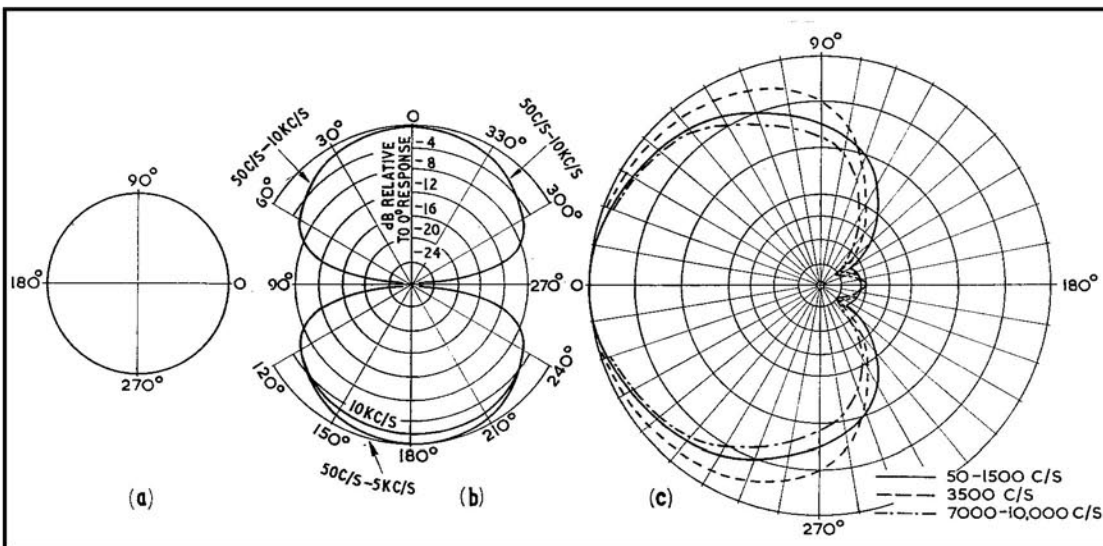 90°
180°
0
270°
(a)
0
30°
330°
50C/S-10KC/S
50C/S-10KC/S
60°
300°
dB RELATIVE
TO 0° RESPONSE
-4
-8
-12
-16
-20
-24
90°
270°
120°
240°
10KC/S
150°
210°
180°
50C/S-5KC/S
(b)
90°
0
180°
270°
(c)
50-1500 C/S
3500 C/S
7000-10,000 C/S